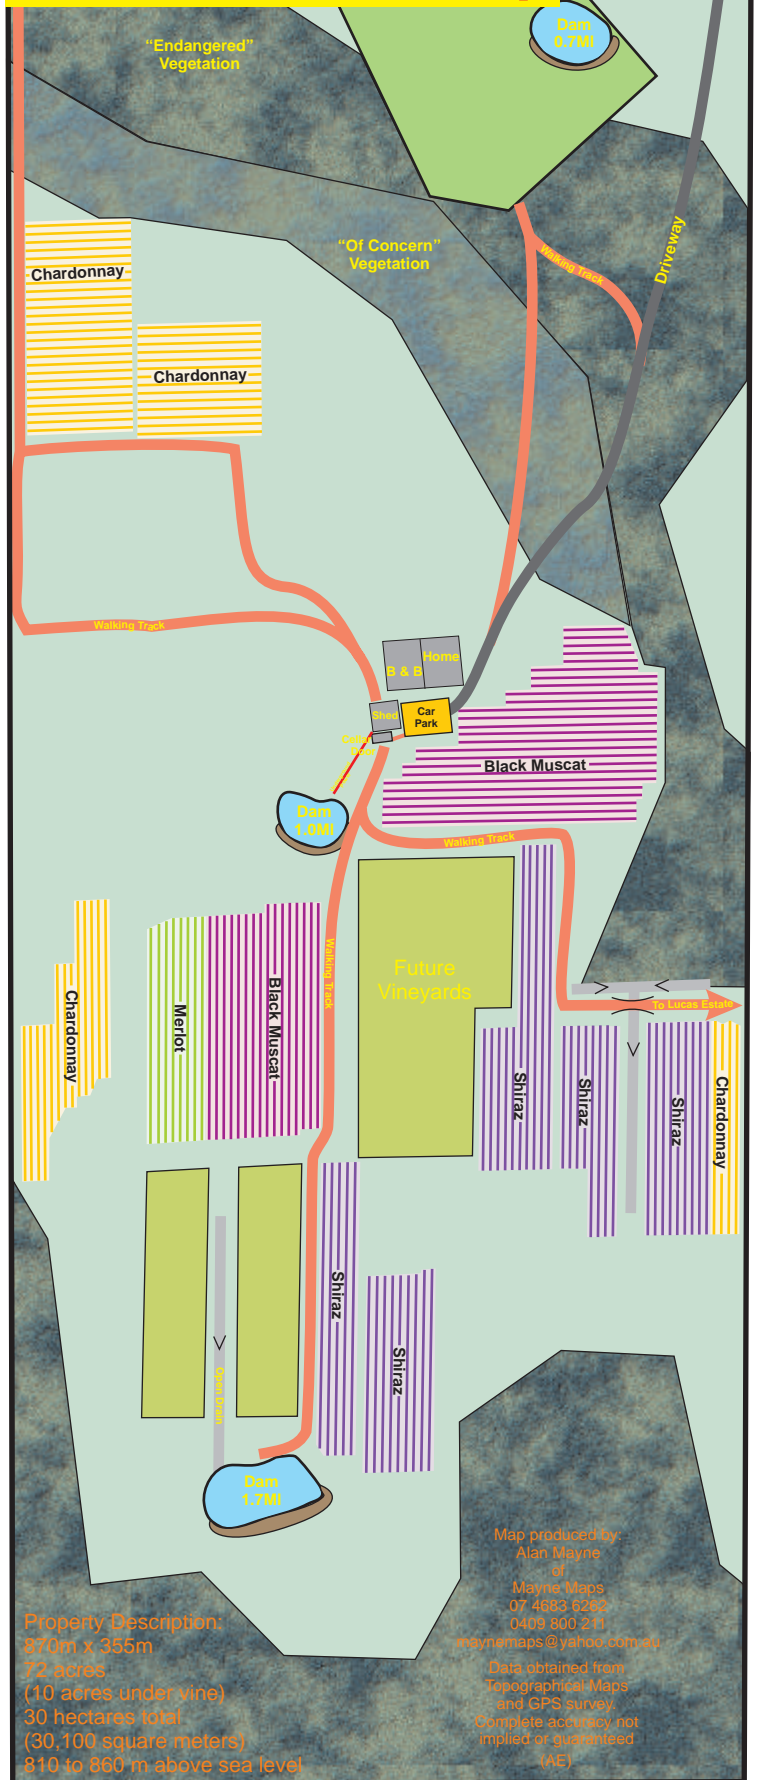 Dam
0.7Ml
“Endangered”
Vegetation
“Of Concern”
Vegetation
Driveway
Walking Track
Chardonnay
Chardonnay
Walking Track
B & B
Home
Shed
Car
Park
Cellar
Door
Black Muscat
Dam
1.0Ml
Walking Track
Future
Vineyards
Walking Track
Chardonnay
Merlot
Black Muscat
To Lucas Estate
Shiraz
Shiraz
Shiraz
Chardonnay
Shiraz
Shiraz
Open Drain
Dam
1.7Ml
Map produced by:
Alan Mayne
of
Mayne Maps
07 4683 6262
0409 800 211
maynemaps@yahoo.com.au
Data obtained from
Topographical Maps
and GPS survey.
Complete accuracy not
implied or guaranteed
(AE)
Property Description:
870m x 355m
72 acres
(10 acres under vine)
30 hectares total
(30,100 square meters)
810 to 860 m above sea level